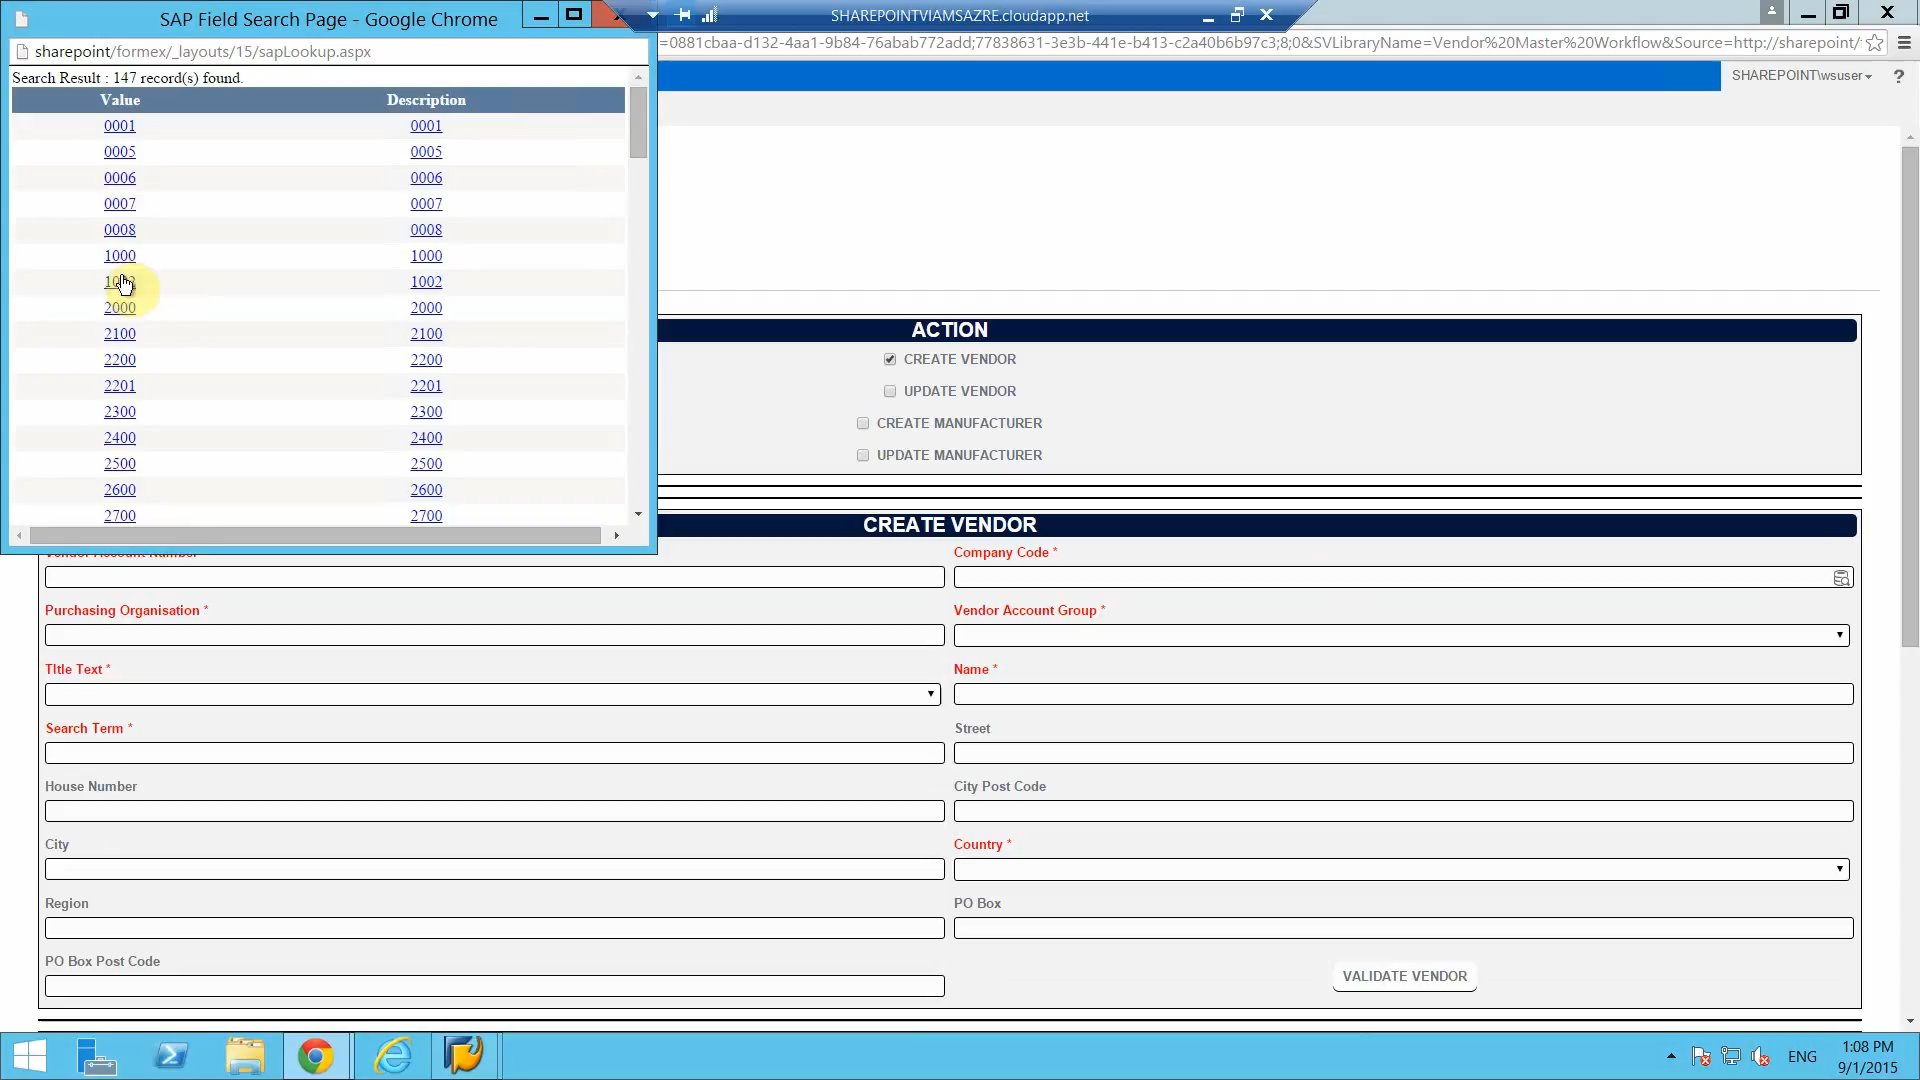 SAP Field Search Page - Google Chrome
SHAREPOINTVIAMSAZRE.cloudapp.net
sharepoint/formex/_layouts/15/sapLookup.aspx
=0881cbaa-d132-4aa1-9b84-76abab772add;77838631-3e3b-441e-b413-c2a40b6b97c3;8;0&SVLibraryName=Vendor%20Master%20Workflow&Source=http://sharepoint/
SHAREPOINT\wsuser
?
Search Result : 147 record(s) found.
Value Description
0001 0001
0005 0005
0006 0006
0007 0007
0008 0008
1000 1000
1002
2000 2000
2100 2100
2200 2200
2201 2201
2300 2300
2400 2400
2500 2500
2600 2600
2700 2700
ACTION
CREATE VENDOR
UPDATE VENDOR
CREATE MANUFACTURER
UPDATE MANUFACTURER
CREATE VENDOR
Vendor Account Number
Company Code *
Purchasing Organisation *
Vendor Account Group *
TItle Text *
Name *
Search Term *
Street
House Number
City Post Code
City
Country *
Region
PO Box
PO Box Post Code
VALIDATE VENDOR
ENG
1:08 PM
9/1/2015